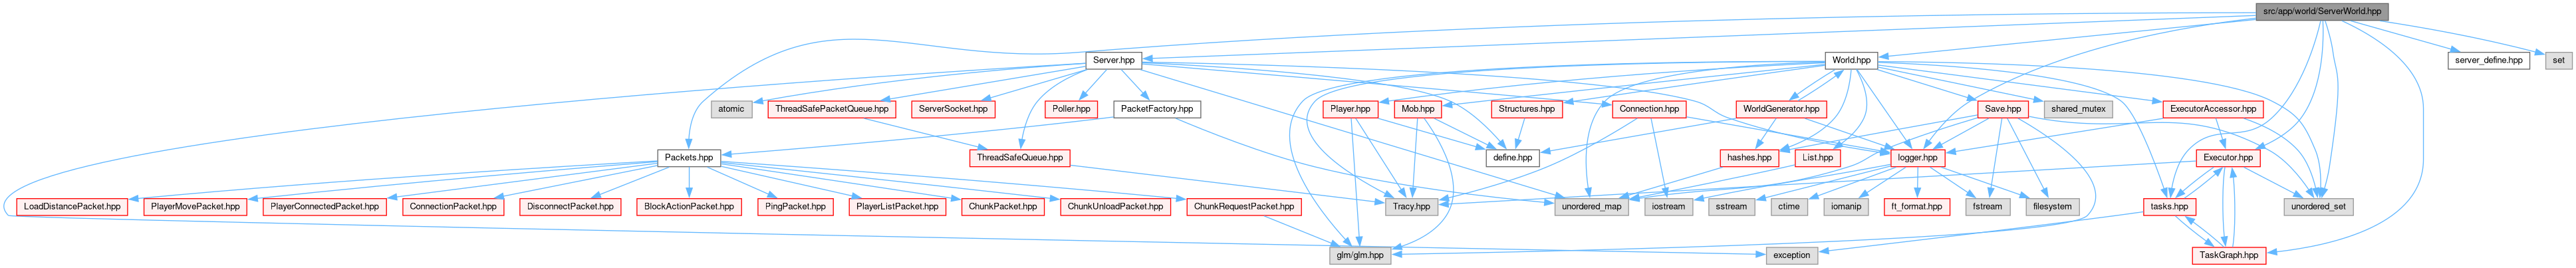 src/app/world/ServerWorld.hpp
Server.hpp
World.hpp
server_define.hpp
set
atomic
ThreadSafePacketQueue.hpp
ServerSocket.hpp
Poller.hpp
PacketFactory.hpp
Player.hpp
Mob.hpp
Structures.hpp
Connection.hpp
WorldGenerator.hpp
Save.hpp
shared_mutex
ExecutorAccessor.hpp
Packets.hpp
ThreadSafeQueue.hpp
define.hpp
hashes.hpp
List.hpp
logger.hpp
Executor.hpp
LoadDistancePacket.hpp
PlayerMovePacket.hpp
PlayerConnectedPacket.hpp
ConnectionPacket.hpp
DisconnectPacket.hpp
BlockActionPacket.hpp
PingPacket.hpp
PlayerListPacket.hpp
ChunkPacket.hpp
ChunkUnloadPacket.hpp
ChunkRequestPacket.hpp
Tracy.hpp
unordered_map
iostream
sstream
ctime
iomanip
ft_format.hpp
fstream
filesystem
tasks.hpp
unordered_set
glm/glm.hpp
exception
TaskGraph.hpp